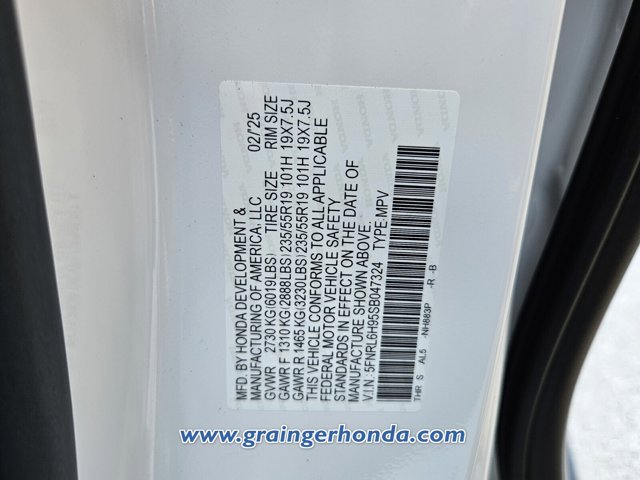 MFD. BY HONDA DEVELOPMENT &
MANUFACTURING OF AMERICA, LLC 02/'25
GVWR 2730 KG(6019LBS) TIRE SIZE RIM SIZE
GAWR F 1310 KG(2888LBS)235/55R19 101H 19X7.5J
GAWR R 1465 KG(3230LBS)235/55R19 101H 19X7.5J
THIS VEHICLE CONFORMS TO ALL APPLICABLE
FEDERAL MOTOR VEHICLE SAFETY
STANDARDS IN EFFECT ON THE DATE OF
MANUFACTURE SHOWN ABOVE.
V.I.N.:5FNRL6H95SB047324 TYPE:MPV
THR S AL5 -NH883P -R -B
www.graingerhonda.com